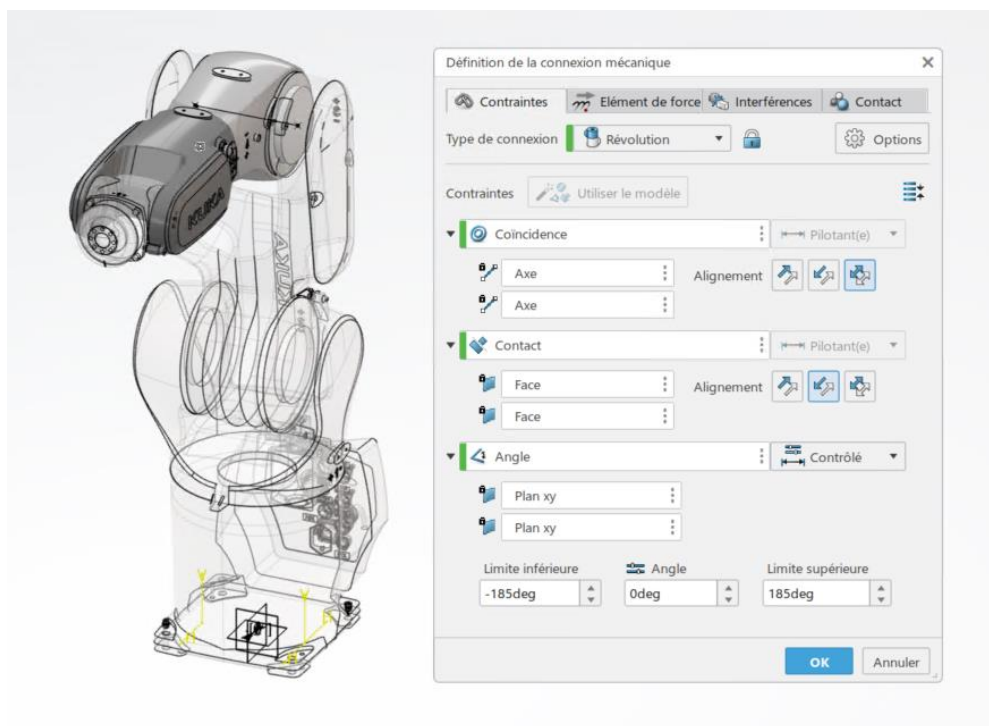 Définition de la connexion mécanique
Contraintes Elément de force Interférences Contact
Type de connexion Révolution Options
Contraintes Utiliser le modèle
Coïncidence Pilotant(e)
Axe Alignement
Axe
Contact Pilotant(e)
Face Alignement
Face
Angle Contrôlé
Plan xy
Plan xy
Limite inférieure Angle Limite supérieure
-185deg 0deg 185deg
OK Annuler
KUKA
KUKA